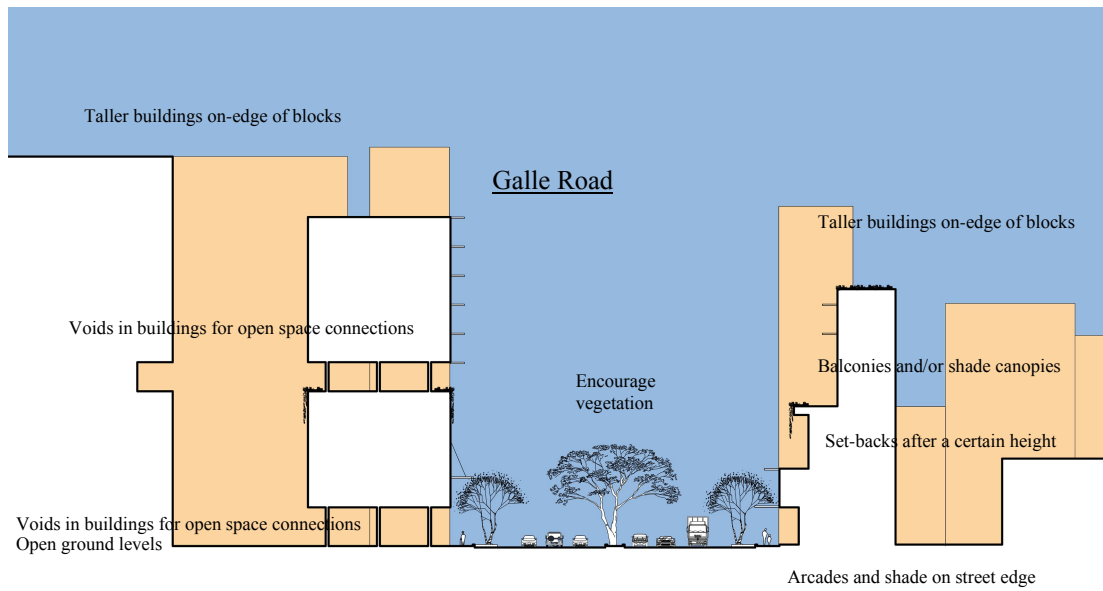 Taller buildings on-edge of blocks
Galle Road
Taller buildings on-edge of blocks
Voids in buildings for open space connections
Balconies and/or shade canopies
Encourage
vegetation
Set-backs after a certain height
Voids in buildings for open space connections
Open ground levels
Arcades and shade on street edge